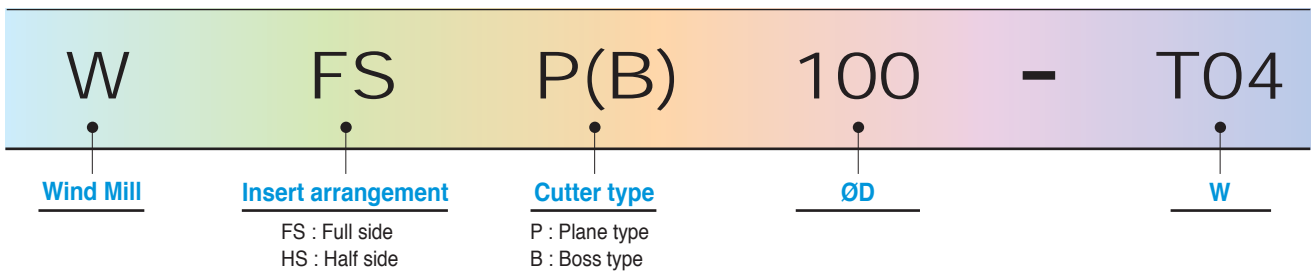 W FS P(B) 100 - T04
Wind Mill Insert arrangement Cutter type ØD W
FS : Full side P : Plane type
HS : Half side B : Boss type